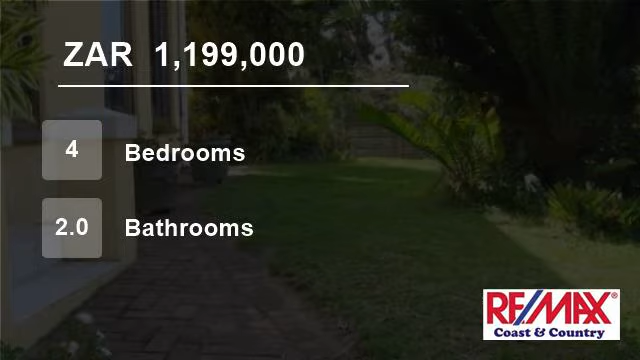 ZAR 1,199,000
4 Bedrooms
2.0 Bathrooms
RE/MAX®
Coast & Country